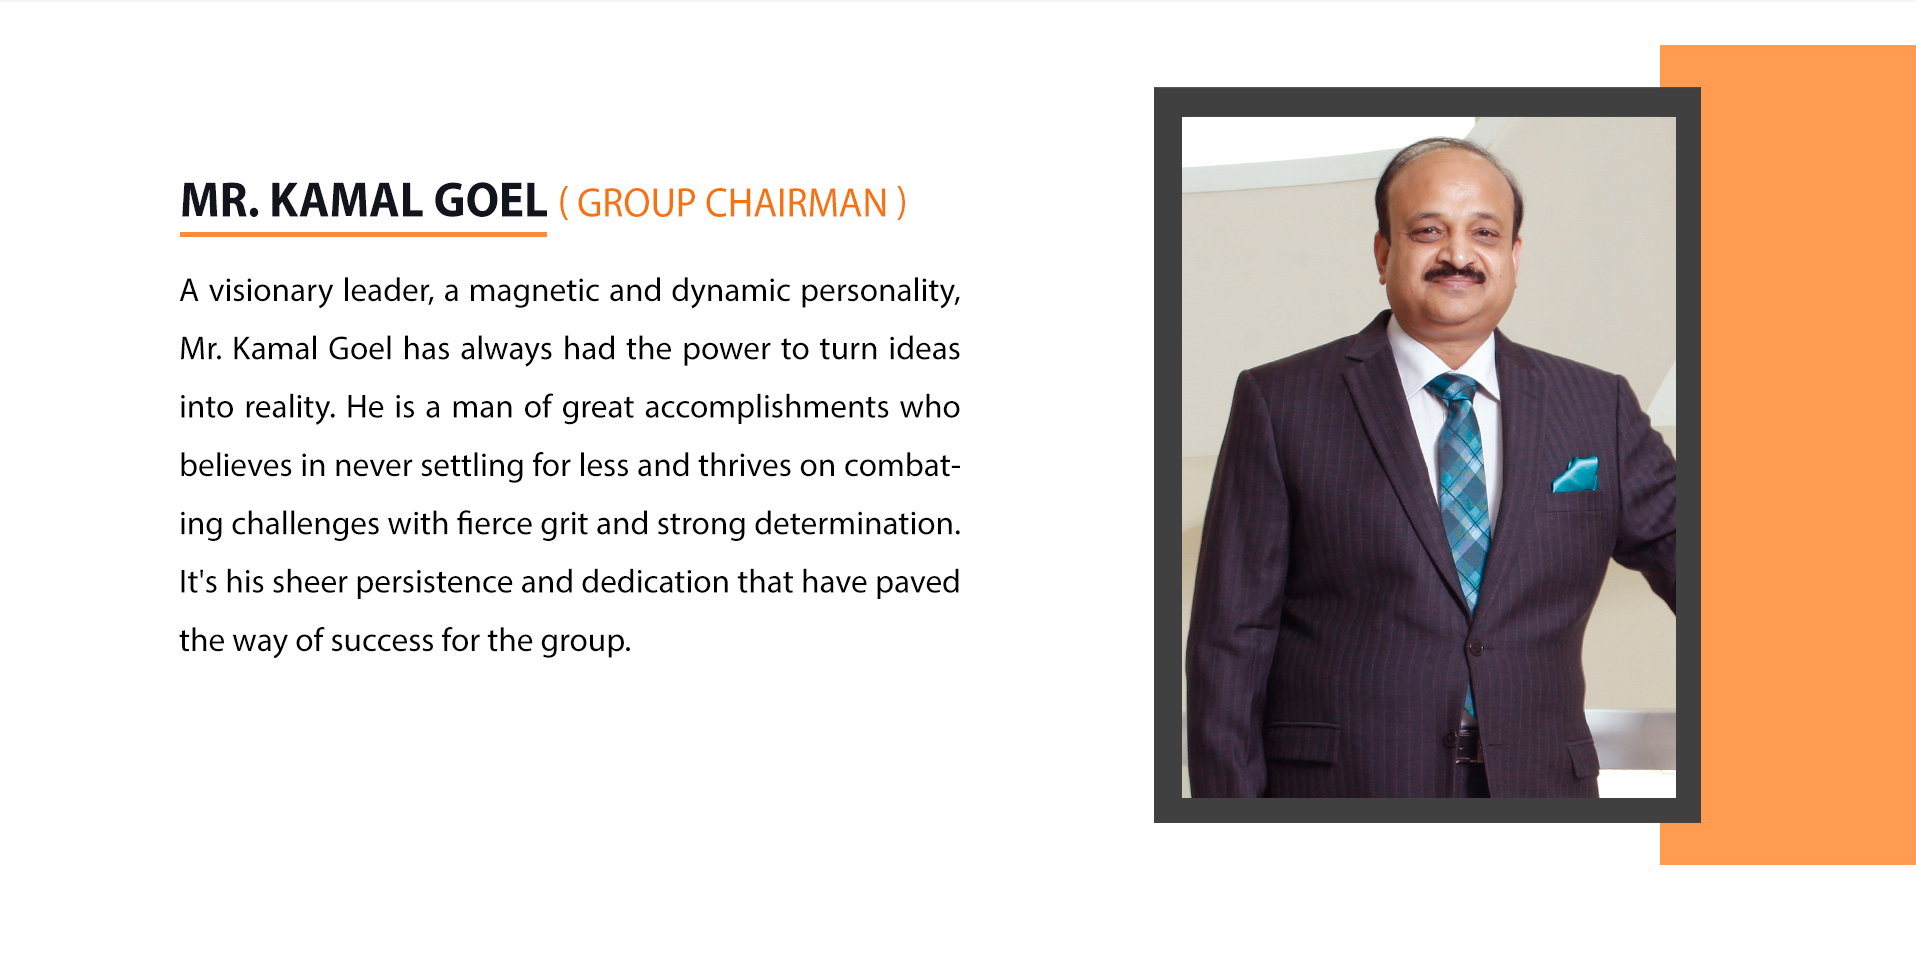 MR. KAMAL GOEL ( GROUP CHAIRMAN )
A visionary leader, a magnetic and dynamic personality,
Mr. Kamal Goel has always had the power to turn ideas
into reality. He is a man of great accomplishments who
believes in never settling for less and thrives on combat-
ing challenges with fierce grit and strong determination.
It's his sheer persistence and dedication that have paved
the way of success for the group.